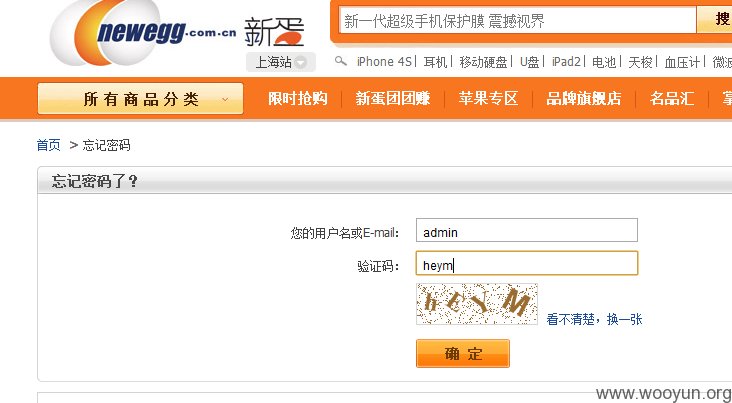 newegg.com.cn 新蛋
新一代超级手机保护膜 震撼视界 搜
上海站
iPhone 4S 耳机 移动硬盘 U盘 iPad2 电池 天梭 血压计 微波
所有商品分类 限时抢购 新蛋团团赚 苹果专区 品牌旗舰店 名品汇 掌
首页 > 忘记密码
忘记密码了?
您的用户名或E-mail: admin
验证码: heym
heYM
看不清楚,换一张
确定
www.wooyun.org